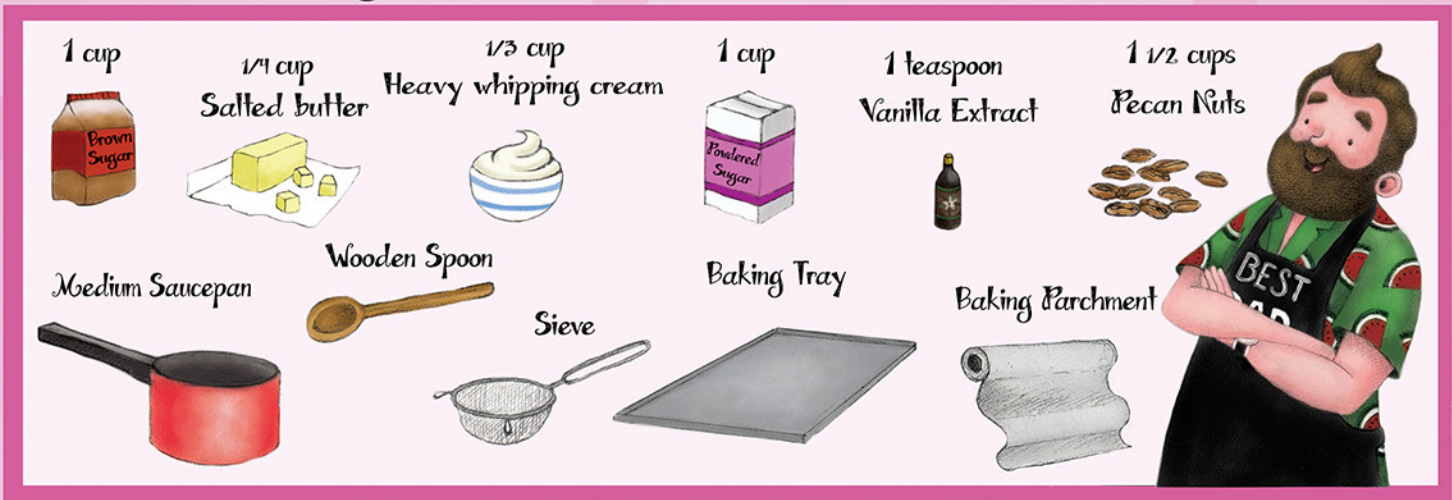 1 cup
Brown
Sugar
1/4 cup
Salted butter
1/3 cup
Heavy whipping cream
1 cup
Powdered
Sugar
1 teaspoon
Vanilla Extract
1 1/2 cups
Pecan Nuts
Medium Saucepan
Wooden Spoon
Sieve
Baking Tray
Baking Parchment
BEST